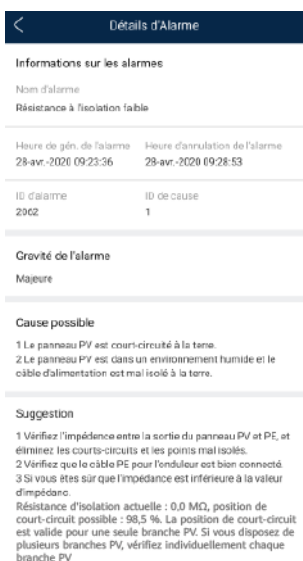 Détails d'Alarme
Informations sur les alarmes
Nom d'alarme
Résistance à l'isolation faible
Heure de gén. de l'alarme Heure d'annulation de l'alarme
28-avr.-2020 09:23:36 28-avr.-2020 09:28:53
ID d'alarme ID de cause
2062 1
Gravité de l'alarme
Majeure
Cause possible
1 Le panneau PV est court-circuité à la terre.
2 Le panneau PV est dans un environnement humide et le
câble d'alimentation est mal isolé à la terre.
Suggestion
1 Vérifiez l'impédence entre la sortie du panneau PV et PE, et
éliminez les courts-circuits et les points mal isolés.
2 Vérifiez que le câble PE pour l'onduleur est bien connecté.
3 Si vous êtes sûr que l'impédance est inférieure à la valeur
d'impédanc.
Résistance d'isolation actuelle : 0,0 MΩ, position de
court-circuit possible : 98,5 %. La position de court-circuit
est valide pour une seule branche PV. Si vous disposez de
plusieurs branches PV, vérifiez individuellement chaque
branche PV